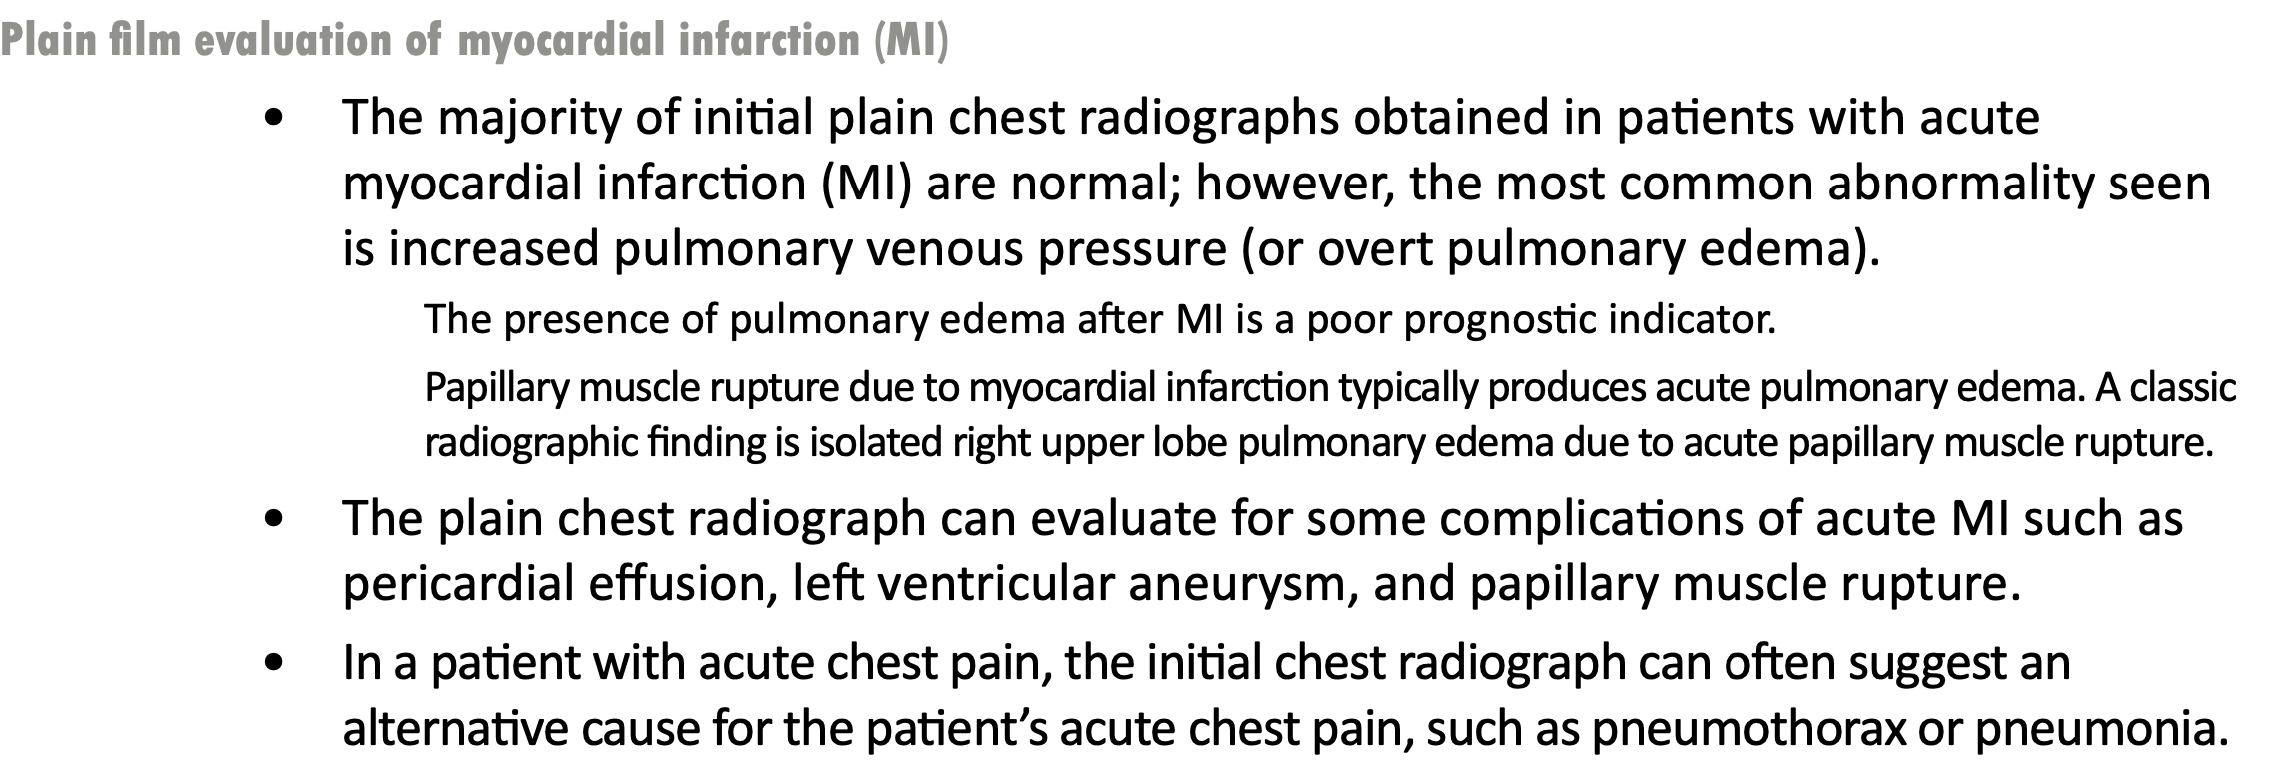 Plain film evaluation of myocardial infarction (MI)
• The majority of initial plain chest radiographs obtained in patients with acute
myocardial infarction (MI) are normal; however, the most common abnormality seen
is increased pulmonary venous pressure (or overt pulmonary edema).
The presence of pulmonary edema after MI is a poor prognostic indicator.
Papillary muscle rupture due to myocardial infarction typically produces acute pulmonary edema. A classic
radiographic finding is isolated right upper lobe pulmonary edema due to acute papillary muscle rupture.
• The plain chest radiograph can evaluate for some complications of acute MI such as
pericardial effusion, left ventricular aneurysm, and papillary muscle rupture.
• In a patient with acute chest pain, the initial chest radiograph can often suggest an
alternative cause for the patient’s acute chest pain, such as pneumothorax or pneumonia.